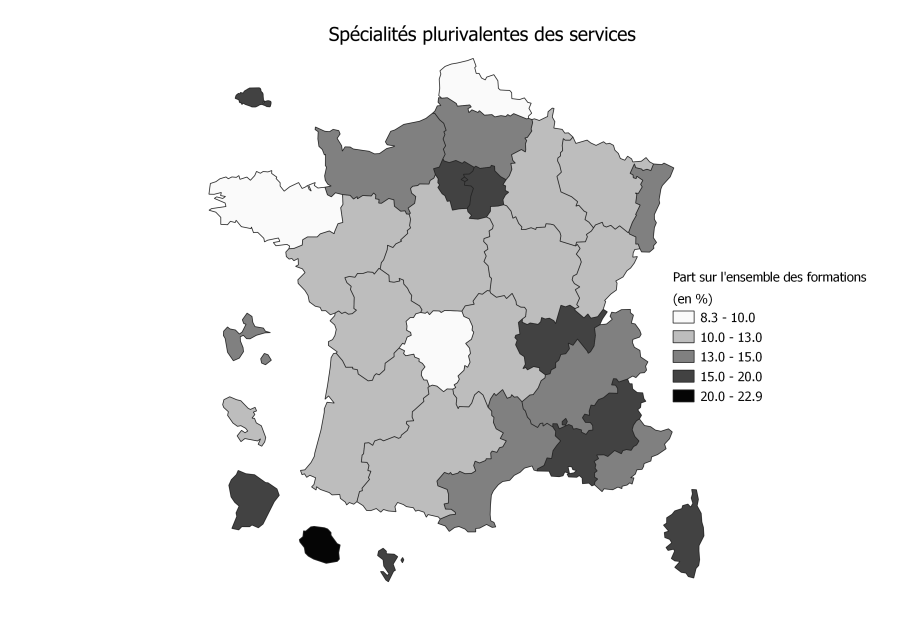 Spécialités plurivalentes des services
Part sur l'ensemble des formations
(en %)
8.3 - 10.0
10.0 - 13.0
13.0 - 15.0
15.0 - 20.0
20.0 - 22.9